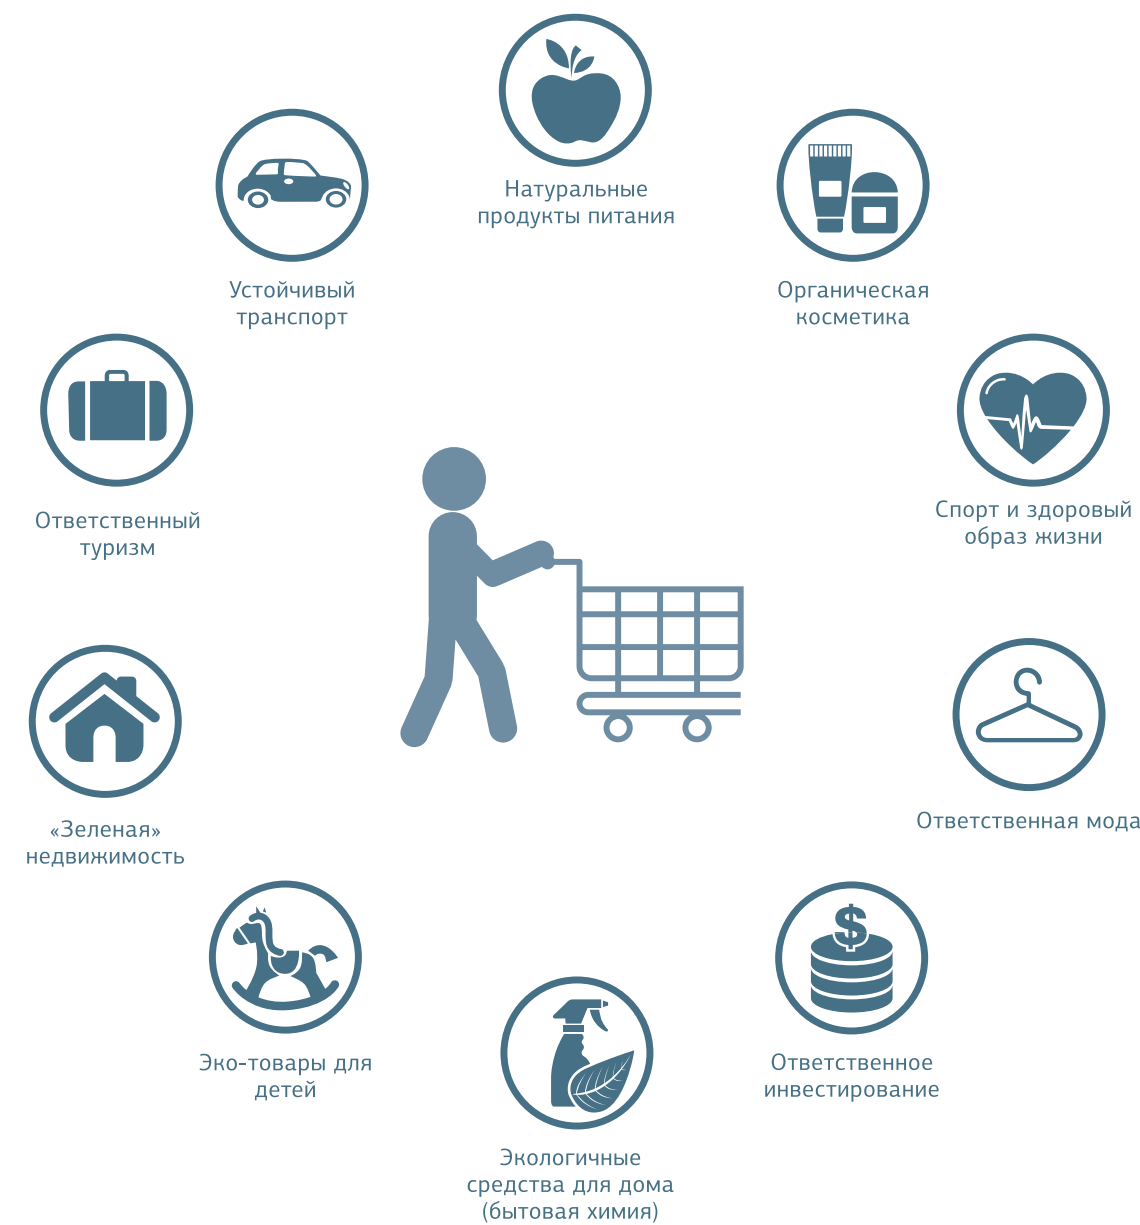 Натуральные
продукты питания
Органическая
косметика
Спорт и здоровый
образ жизни
Ответственная мода
Ответственное
инвестирование
Экологичные
средства для дома
(бытовая химия)
Эко-товары для
детей
«Зеленая»
недвижимость
Ответственный
туризм
Устойчивый
транспорт
$